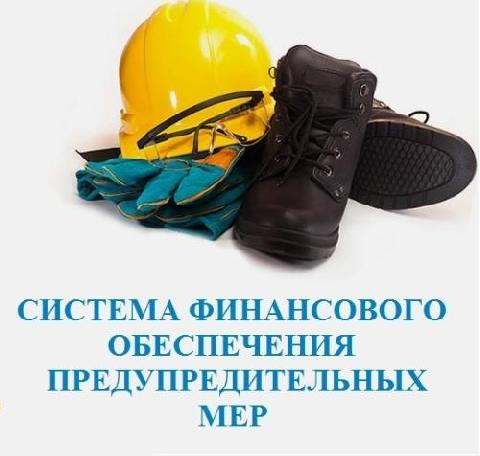 СИСТЕМА ФИНАНСОВОГО
ОБЕСПЕЧЕНИЯ
ПРЕДУПРЕДИТЕЛЬНЫХ
МЕР